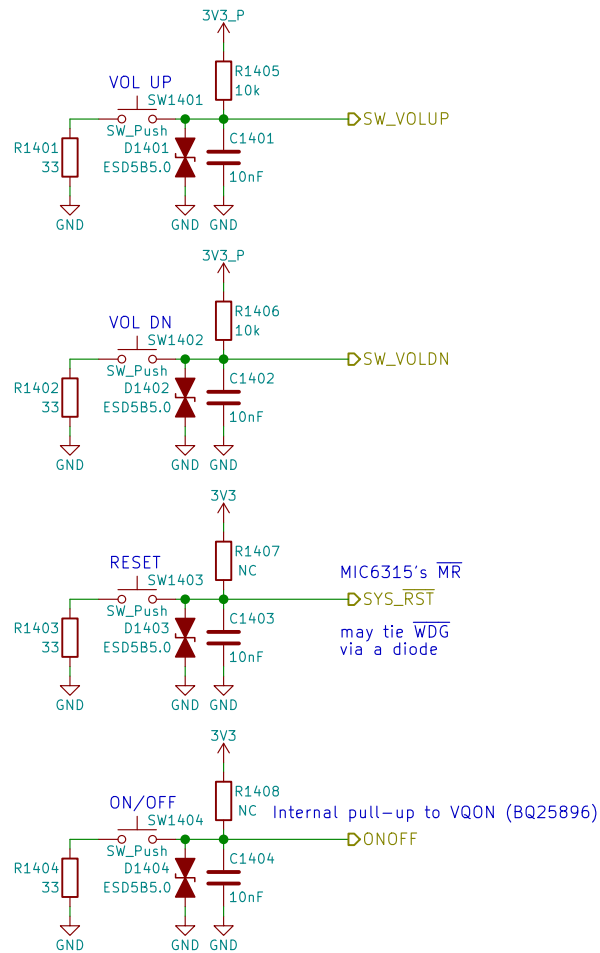 3V3_P
R1405
10k
VOL UP
SW1401
SW_Push
SW_VOLUP
R1401
33
D1401
ESD5B5.0
C1401
10nF
GND
GND
GND
3V3_P
R1406
10k
VOL DN
SW1402
SW_Push
SW_VOLDN
R1402
33
D1402
ESD5B5.0
C1402
10nF
GND
GND
GND
3V3
R1407
NC
RESET
SW1403
SW_Push
MIC6315's MR
SYS_RST
may tie WDG
via a diode
R1403
33
D1403
ESD5B5.0
C1403
10nF
GND
GND
GND
3V3
R1408
NC
ON/OFF
SW1404
SW_Push
Internal pull-up to VQON (BQ25896)
ONOFF
R1404
33
D1404
ESD5B5.0
C1404
10nF
GND
GND
GND